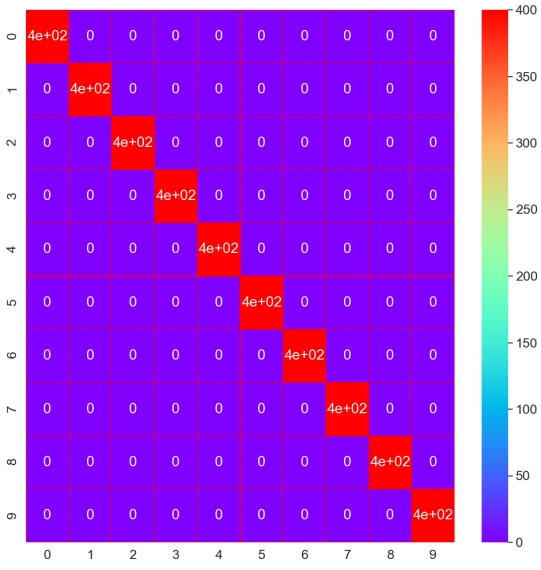 0 4e+02 0 0 0 0 0 0 0 0 0
1 0 4e+02 0 0 0 0 0 0 0 0
2 0 0 4e+02 0 0 0 0 0 0 0
3 0 0 0 4e+02 0 0 0 0 0 0
4 0 0 0 0 4e+02 0 0 0 0 0
5 0 0 0 0 0 4e+02 0 0 0 0
6 0 0 0 0 0 0 4e+02 0 0 0
7 0 0 0 0 0 0 0 4e+02 0 0
8 0 0 0 0 0 0 0 0 4e+02 0
9 0 0 0 0 0 0 0 0 0 4e+02
0 1 2 3 4 5 6 7 8 9
400
350
300
250
200
150
100
50
0